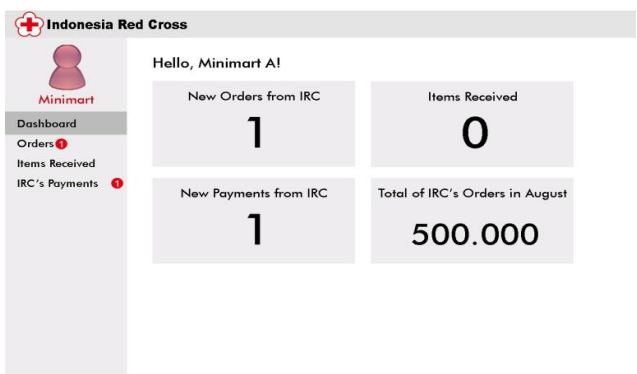 Indonesia Red Cross
Minimart
Dashboard
Orders 1
Items Received
IRC's Payments 1
Hello, Minimart A!
New Orders from IRC
1
Items Received
0
New Payments from IRC
1
Total of IRC's Orders in August
500.000